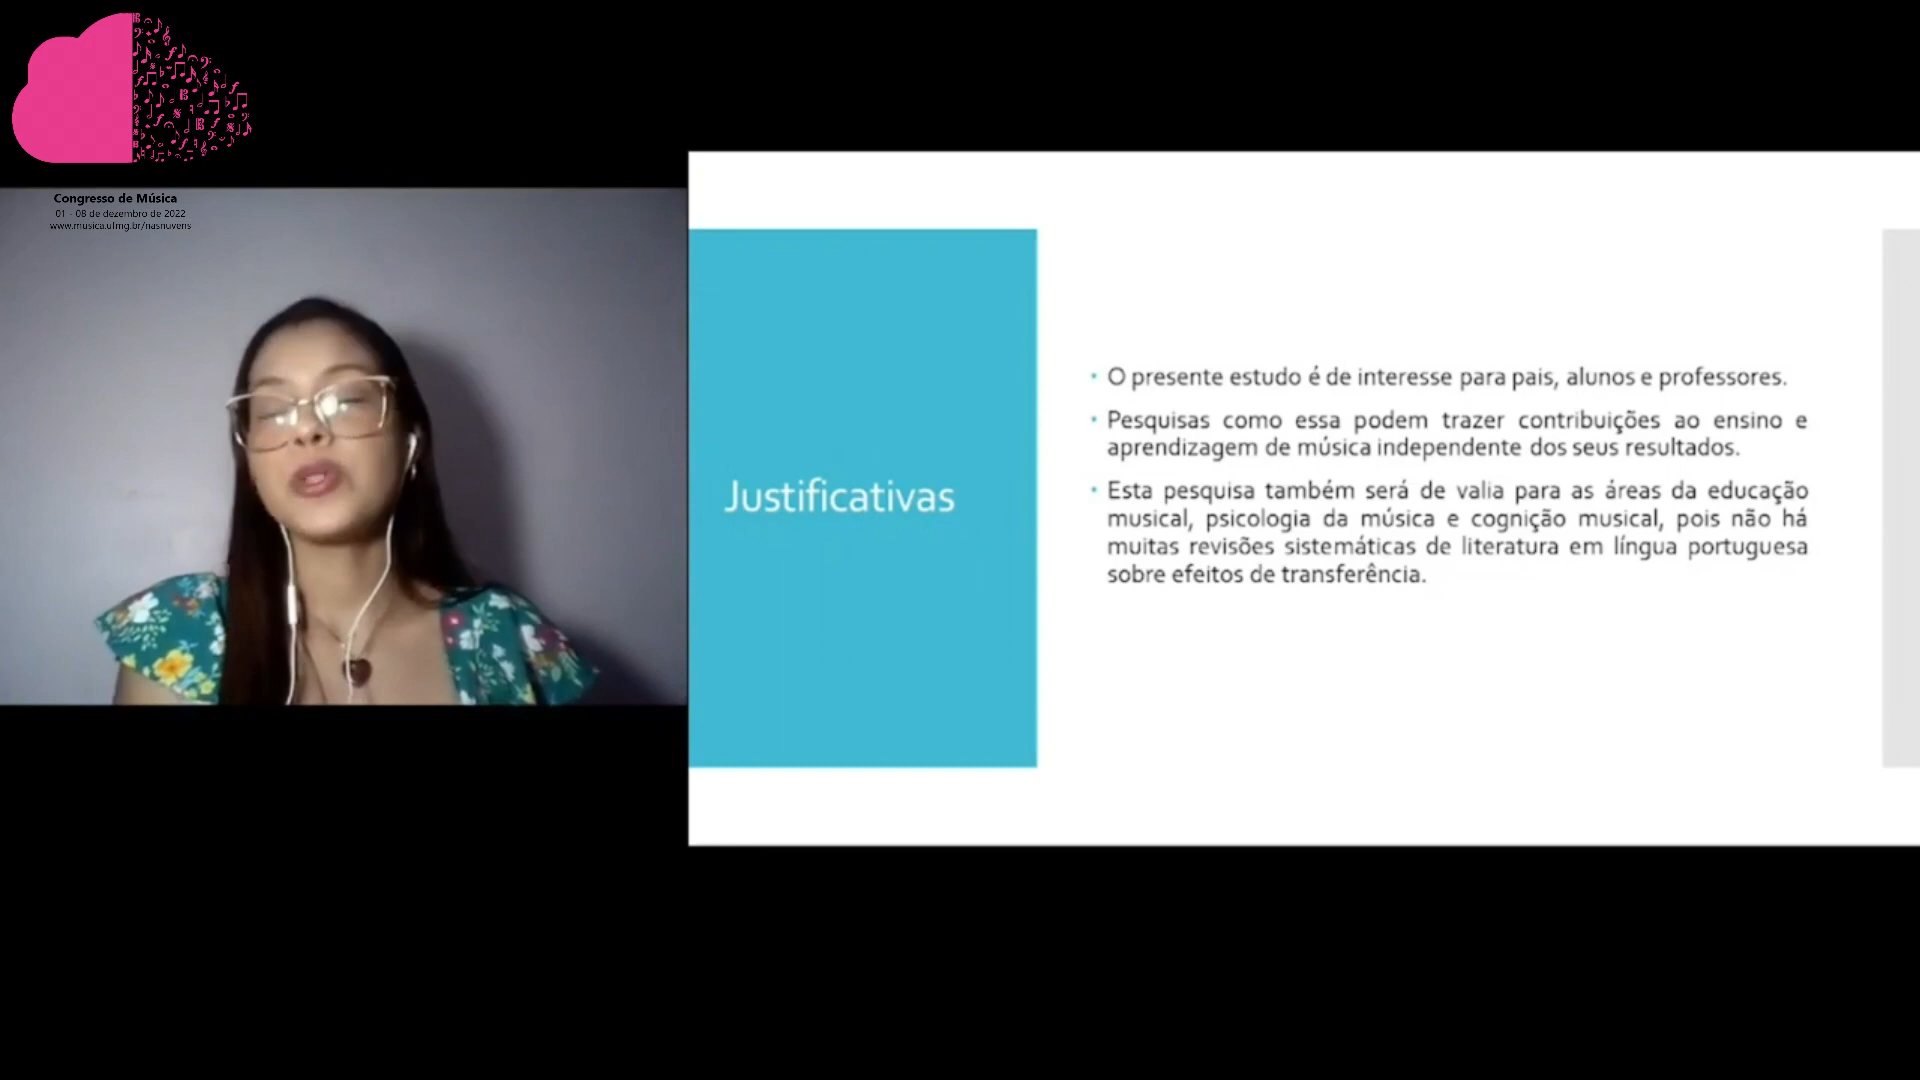 Congresso de Música
01 - 08 de dezembro de 2022
www.musica.ufmg.br/nasnuvens
Justificativas
• O presente estudo é de interesse para pais, alunos e professores.
• Pesquisas como essa podem trazer contribuições ao ensino e
aprendizagem de música independente dos seus resultados.
• Esta pesquisa também será de valia para as áreas da educação
musical, psicologia da música e cognição musical, pois não há
muitas revisões sistemáticas de literatura em língua portuguesa
sobre efeitos de transferência.